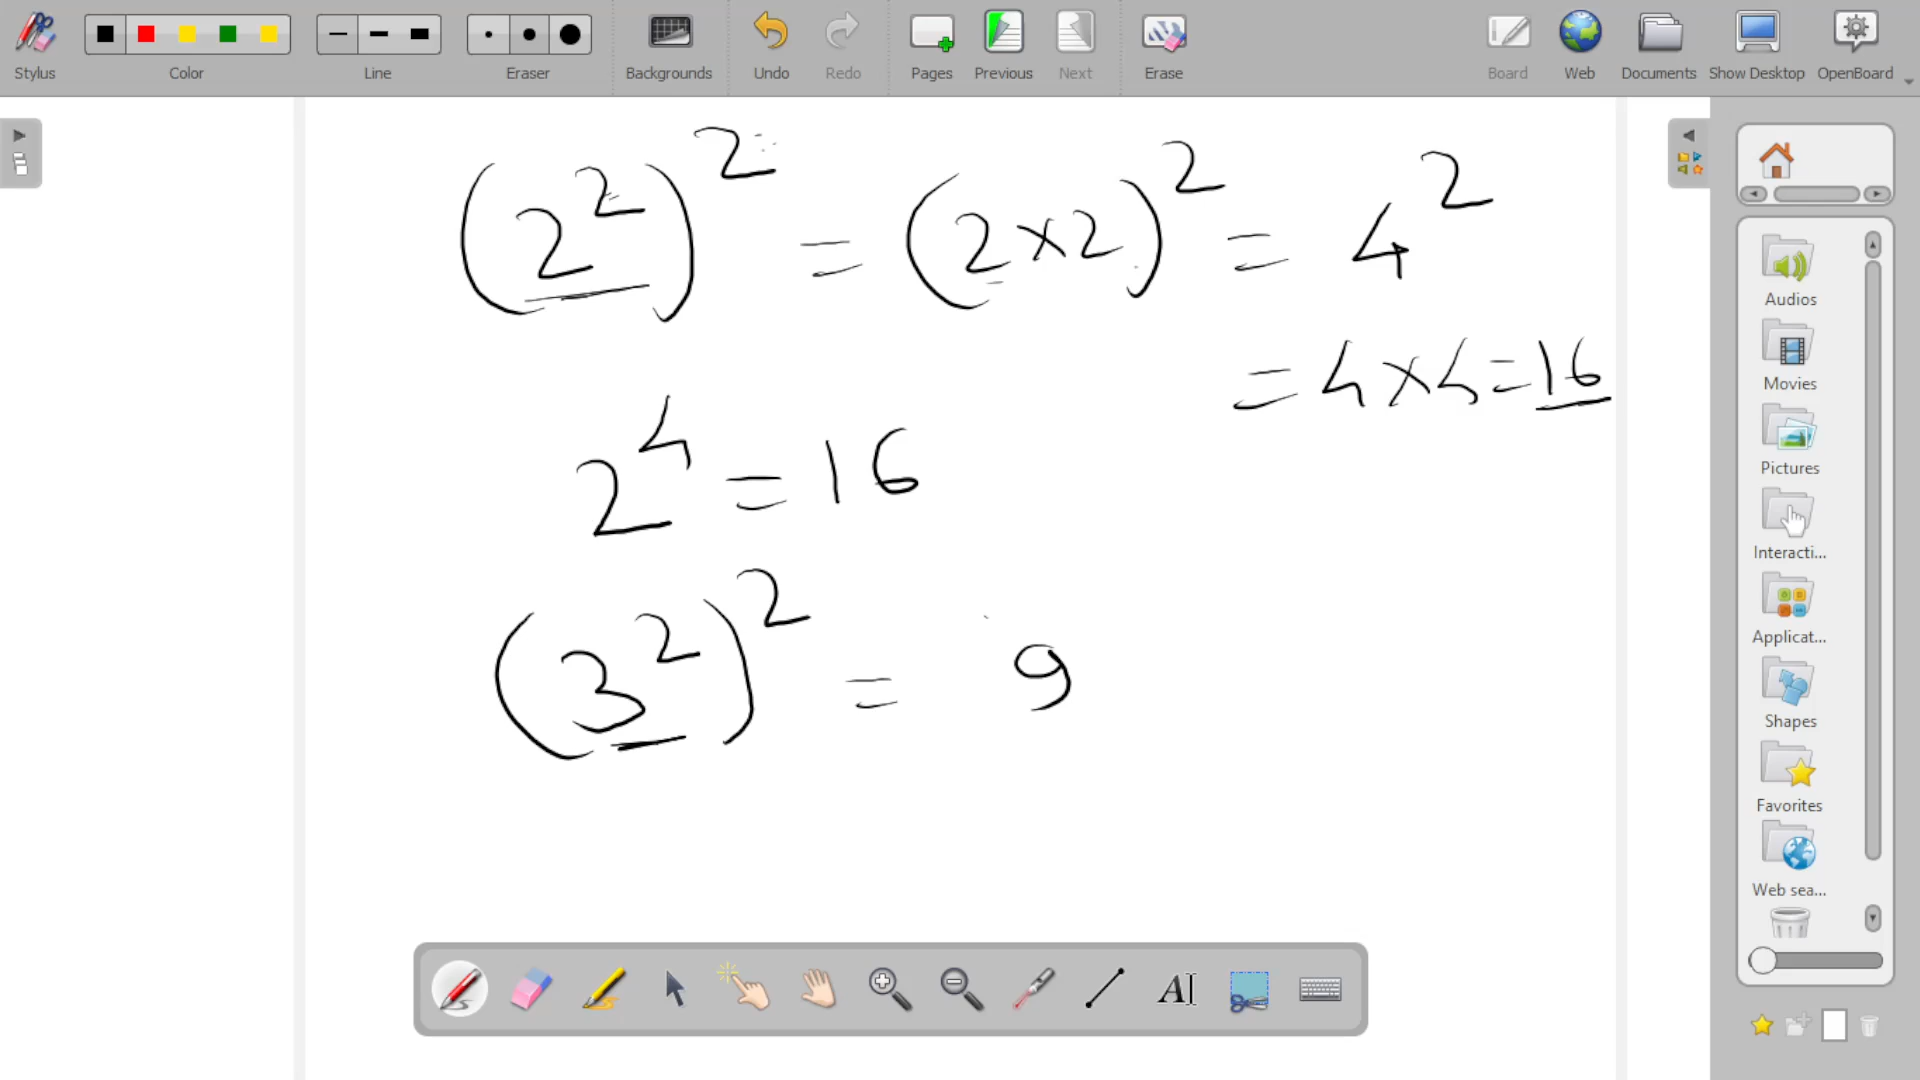 Stylus Color Line Eraser Backgrounds Undo Redo Pages Previous Next Erase Board Web Documents Show Desktop OpenBoard
(2²)² = (2×2)² = 4²
= 4×4=16
2⁴ = 16
(3²)² = 9
Audios
Movies
Pictures
Interacti...
Applicat...
Shapes
Favorites
Web sea...